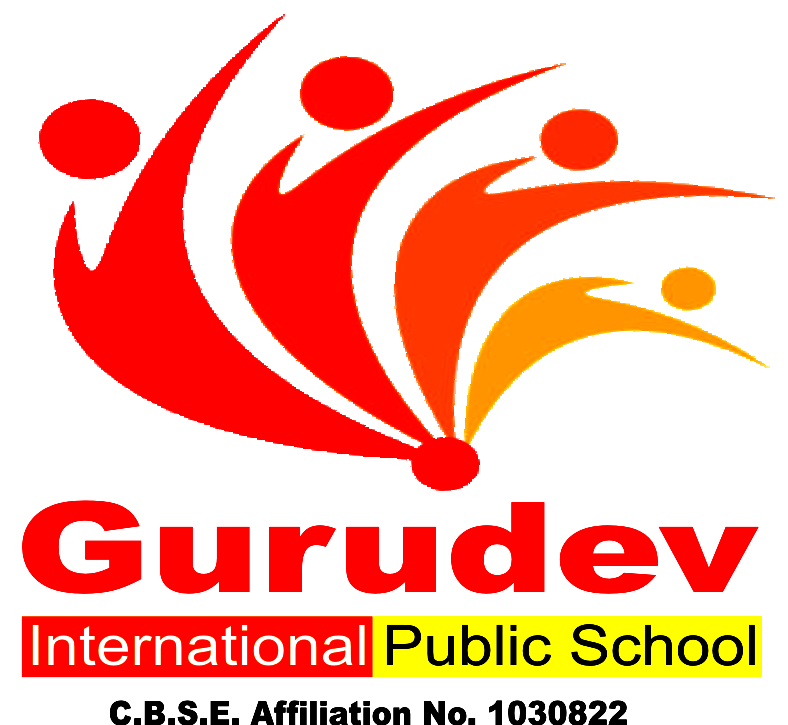 Gurudev
International Public School
C.B.S.E. Affiliation No. 1030822